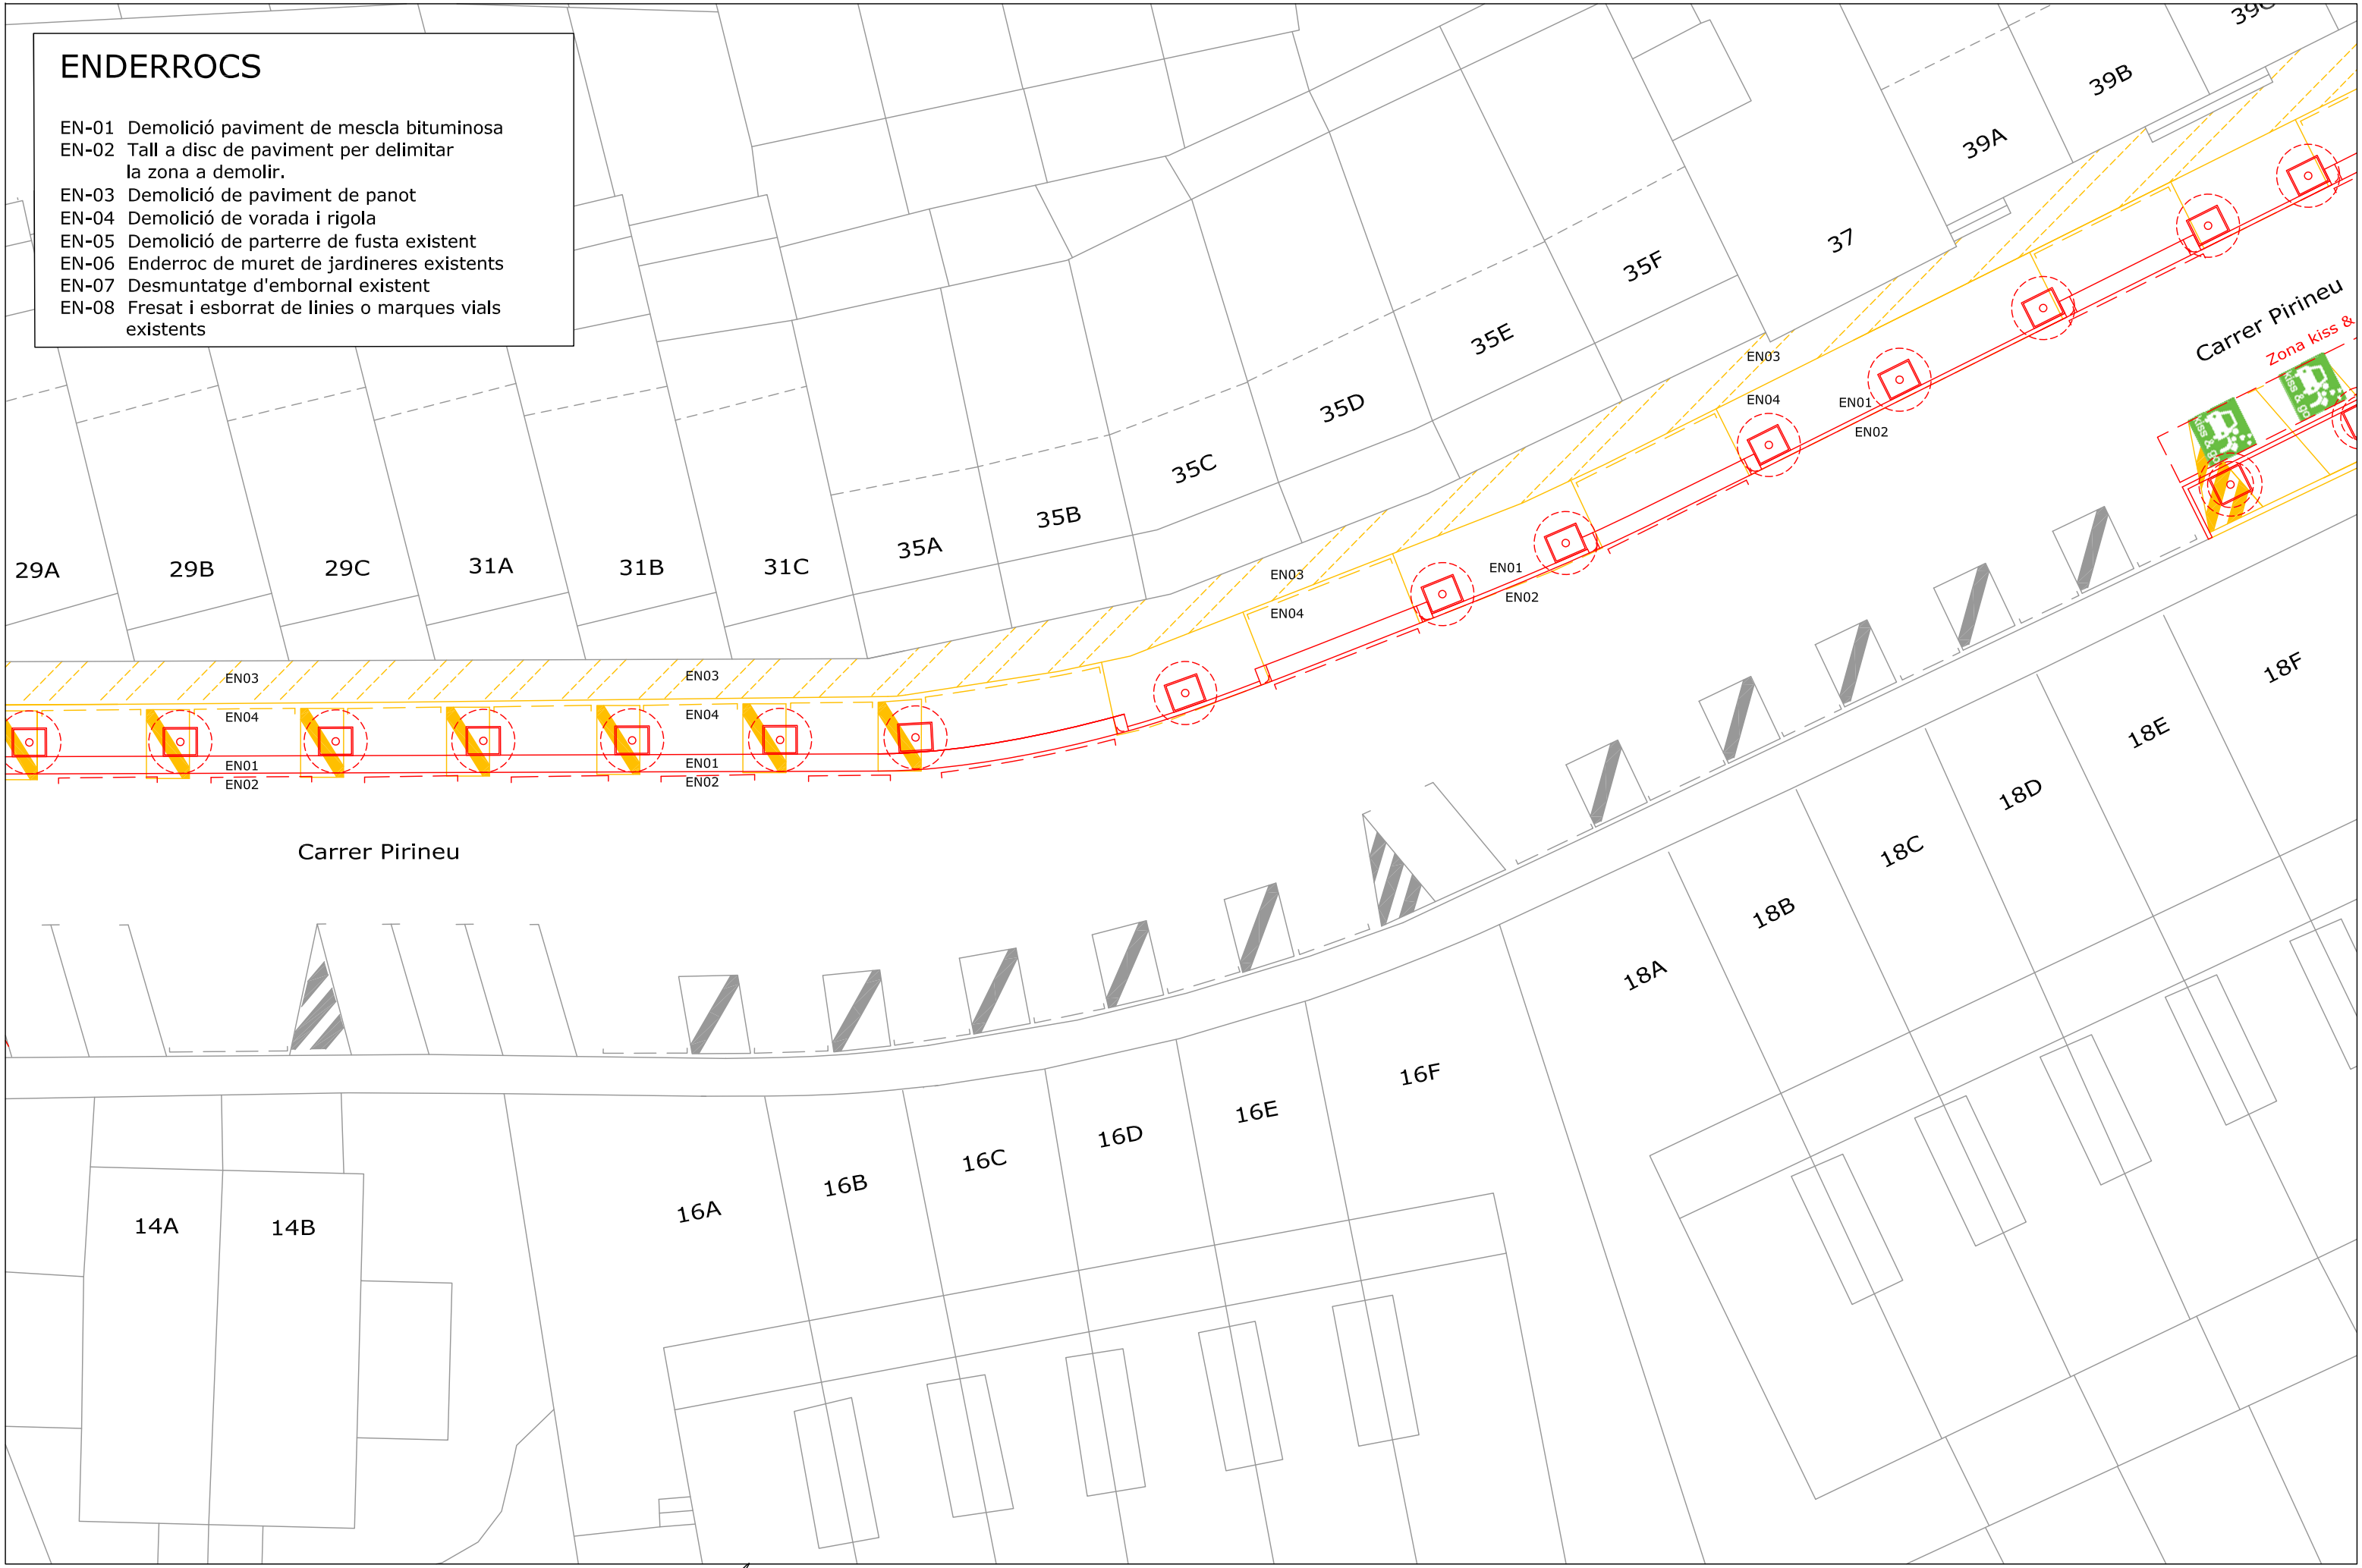 ENDERROCS
EN-01 Demolició paviment de mescla bituminosa
EN-02 Tall a disc de paviment per delimitar
la zona a demolir.
EN-03 Demolició de paviment de panot
EN-04 Demolició de vorada i rigola
EN-05 Demolició de parterre de fusta existent
EN-06 Enderroc de muret de jardineres existents
EN-07 Desmuntatge d'embornal existent
EN-08 Fresat i esborrat de linies o marques vials
existents
39C
39B
39A
37
35F
35E
35D
35C
35B
35A
31C
31B
31A
29C
29B
29A
Carrer Pirineu
Zona kiss &
kiss & go
kiss & go
EN03
EN04
EN01
EN02
EN03
EN04
EN01
EN02
EN03
EN04
EN01
EN02
EN03
EN04
EN01
EN02
Carrer Pirineu
18F
18E
18D
18C
18B
18A
16F
16E
16D
16C
16B
16A
14A
14B